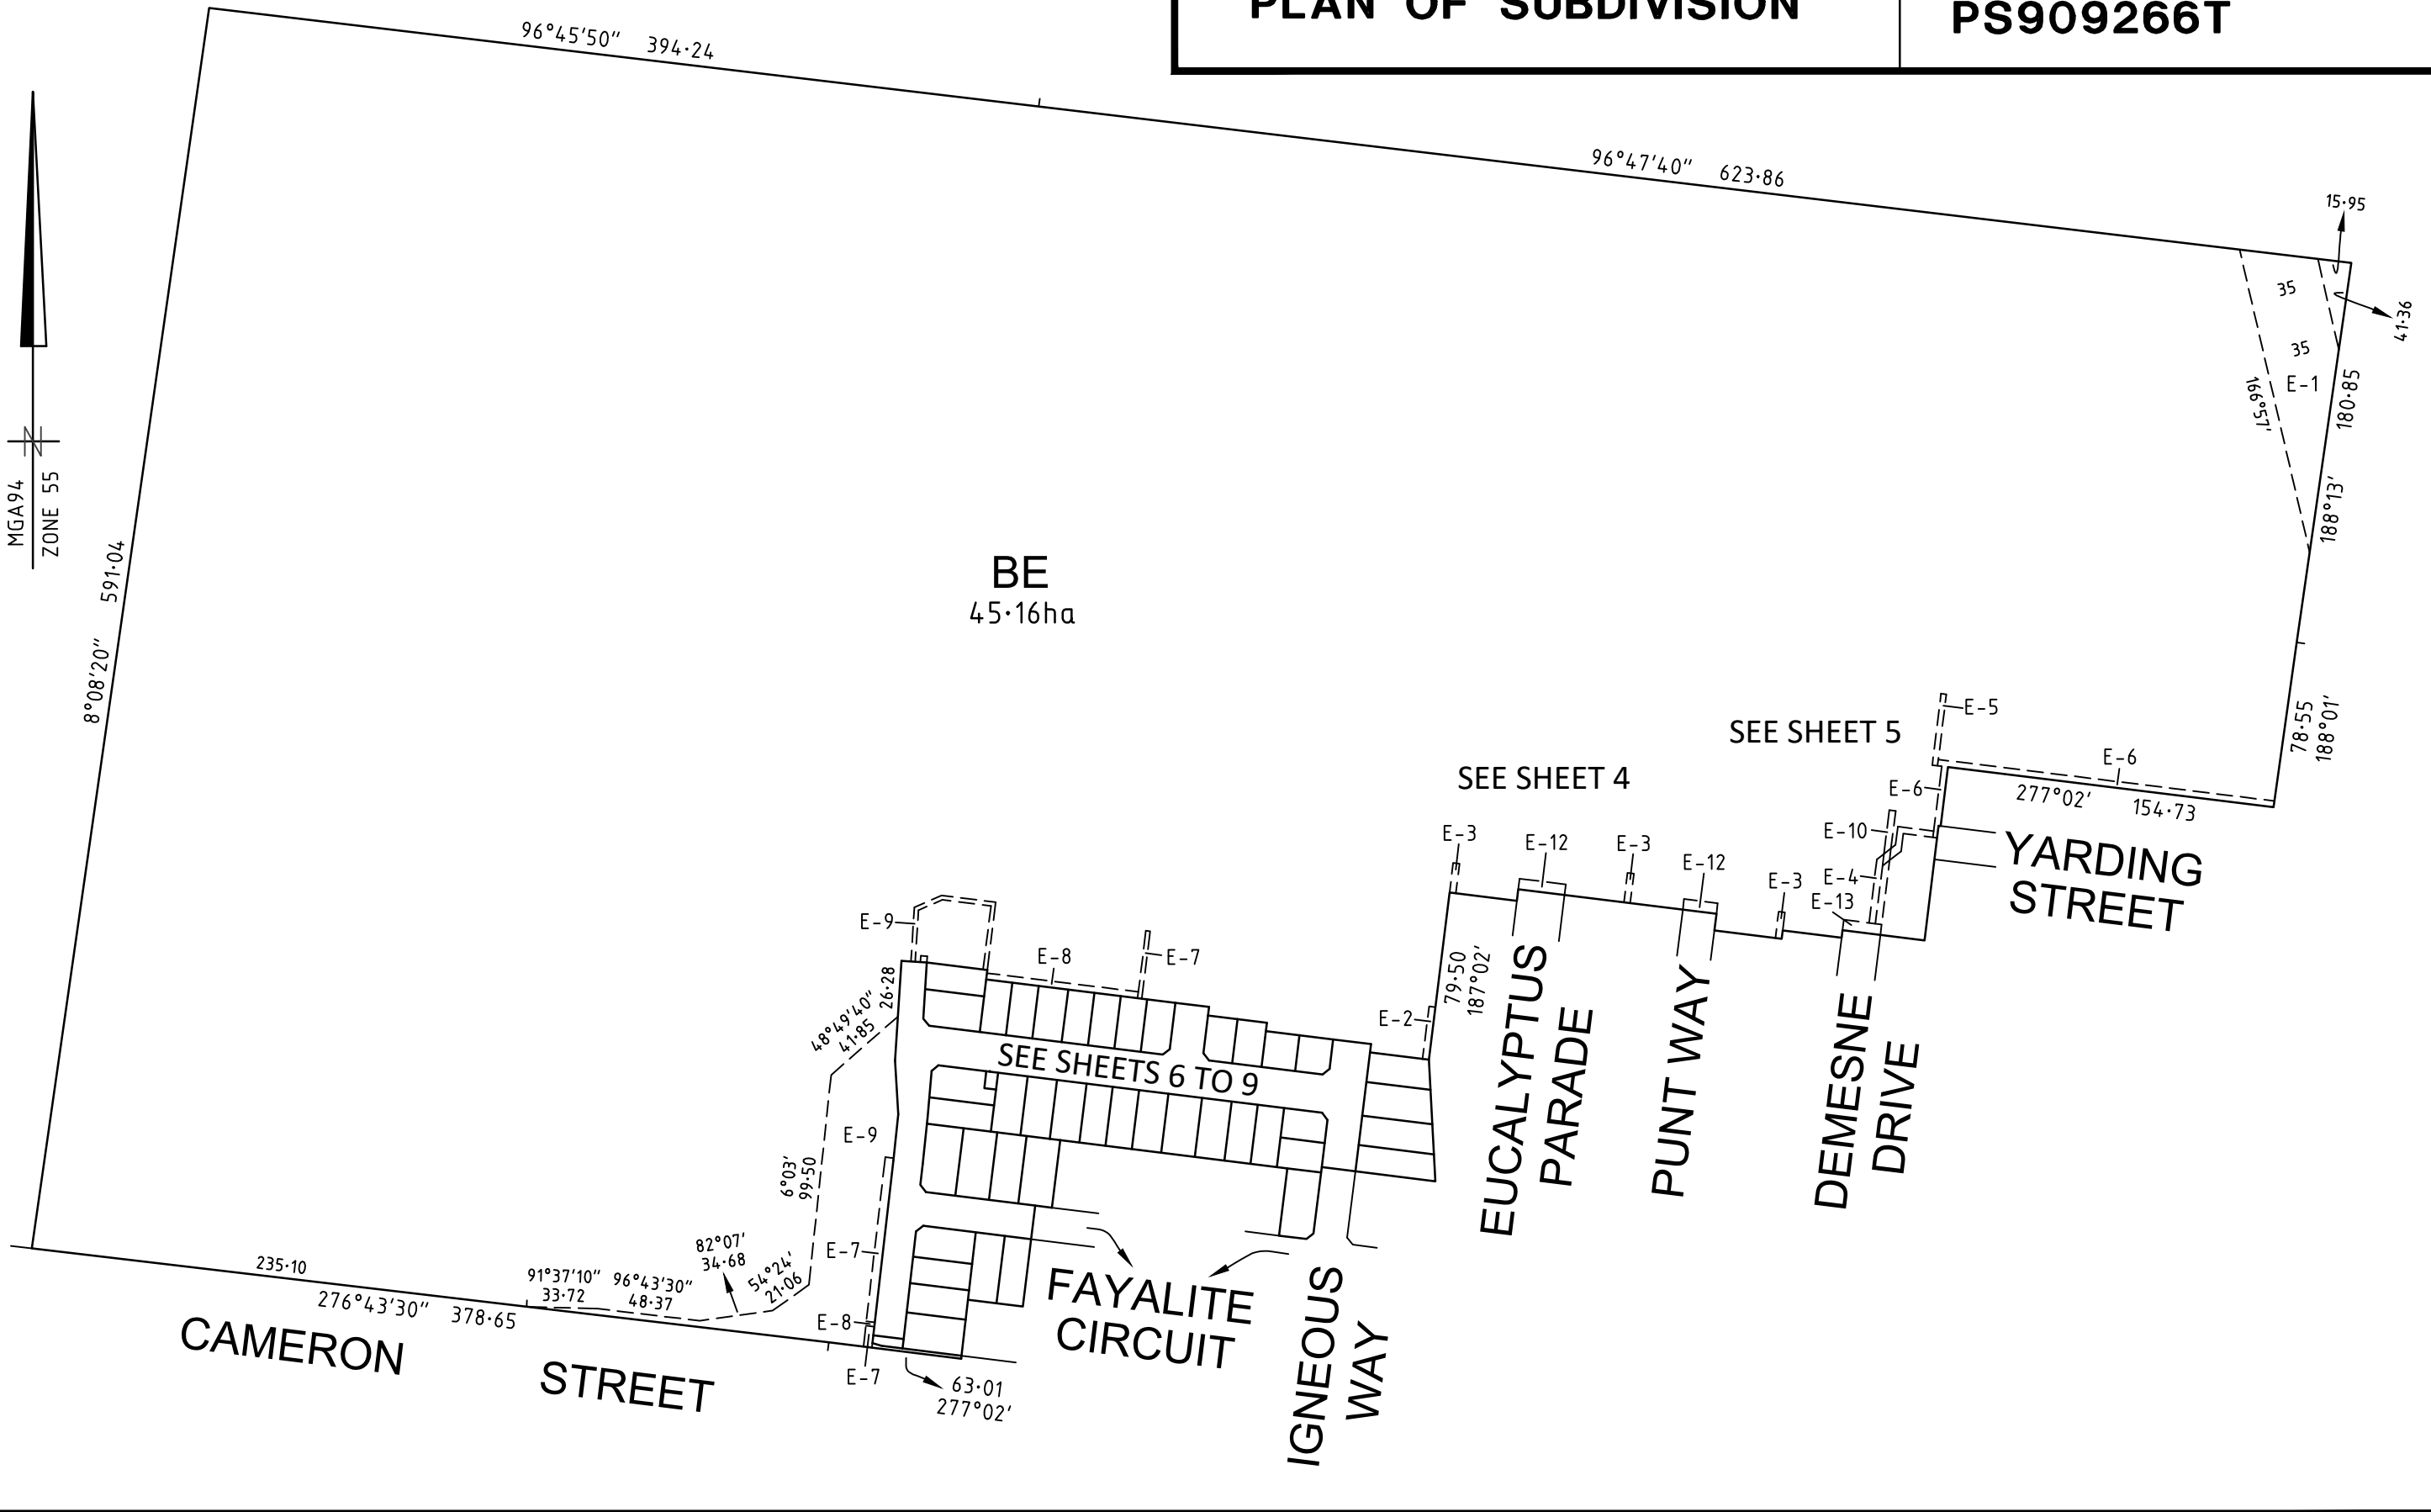 PLAN OF SUBDIVISION
PS909266T
96°45'50" 394·24
96°47'40" 623·86
15·95
41·36
35
35
E-1
166°57'
180·85
188°13'
78·55
188°01'
MGA94
ZONE 55
N
591·04
8°08'20"
BE
45·16ha
SEE SHEET 5
E-5
E-6
E-6
277°02' 154·73
SEE SHEET 4
E-10
E-4
E-13
YARDING
STREET
E-3
E-12
E-3
E-12
E-3
E-9
E-8
E-7
26·28
48°49'40"
41·85
E-2
79·50
187°02'
EUCALYPTUS
PARADE
PUNT WAY
DEMESNE
DRIVE
SEE SHEETS 6 TO 9
E-9
6°03'
99·50
E-7
82°07'
34·68
54°24'
21·06
91°37'10"
33·72
96°43'30"
48·37
235·10
276°43'30" 378·65
E-8
E-7
63·01
277°02'
CAMERON
STREET
FAYALITE
CIRCUIT
IGNEOUS
WAY